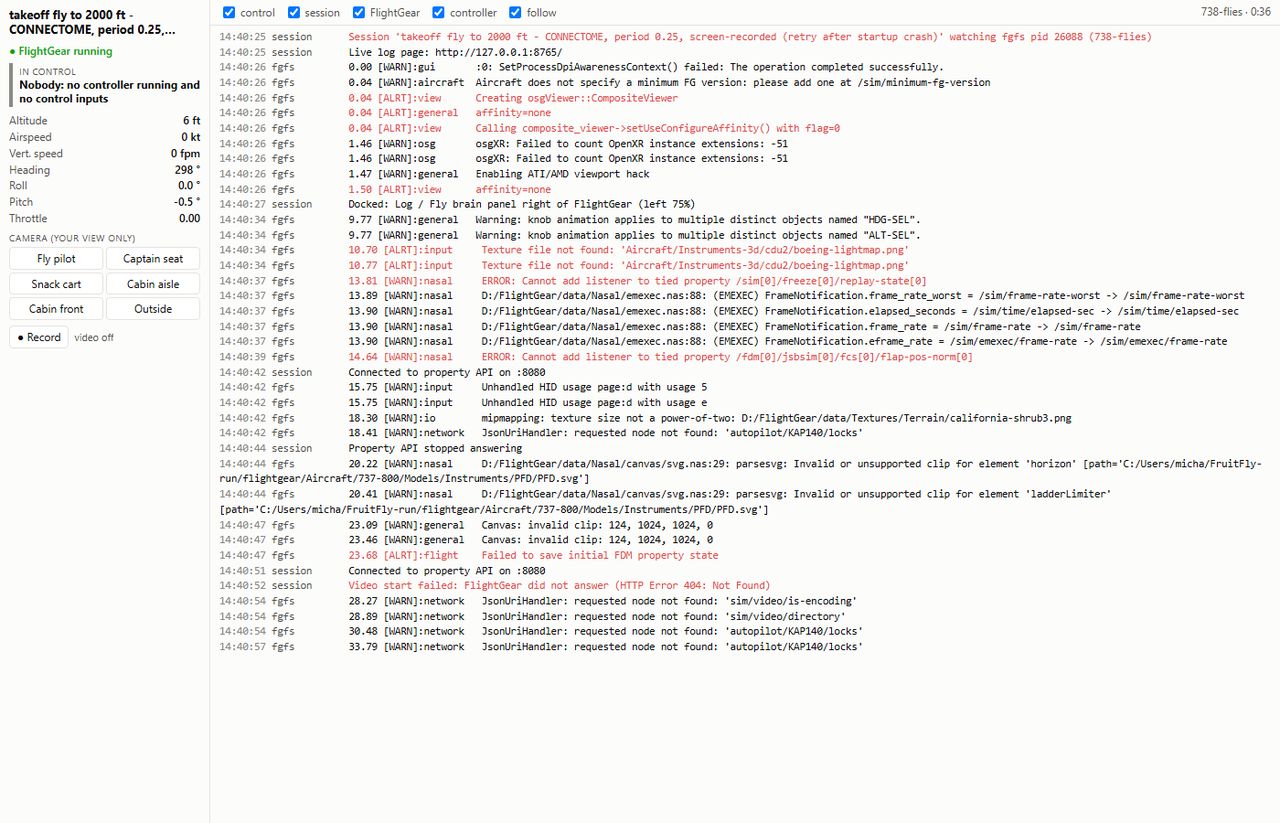 takeoff fly to 2000 ft -
CONNECTOME, period 0.25,...
● FlightGear running
IN CONTROL
Nobody: no controller running and
no control inputs
Altitude 6 ft
Airspeed 0 kt
Vert. speed 0 fpm
Heading 298 °
Roll 0.0 °
Pitch -0.5 °
Throttle 0.00
CAMERA (YOUR VIEW ONLY)
Fly pilot Captain seat
Snack cart Cabin aisle
Cabin front Outside
● Record video off
control session FlightGear controller follow 738-flies · 0:36
14:40:25 session Session 'takeoff fly to 2000 ft - CONNECTOME, period 0.25, screen-recorded (retry after startup crash)' watching fgfs pid 26088 (738-flies)
14:40:25 session Live log page: http://127.0.0.1:8765/
14:40:26 fgfs 0.00 [WARN]:gui :0: SetProcessDpiAwarenessContext() failed: The operation completed successfully.
14:40:26 fgfs 0.04 [WARN]:aircraft Aircraft does not specify a minimum FG version: please add one at /sim/minimum-fg-version
14:40:26 fgfs 0.04 [ALRT]:view Creating osgViewer::CompositeViewer
14:40:26 fgfs 0.04 [ALRT]:general affinity=none
14:40:26 fgfs 0.04 [ALRT]:view Calling composite_viewer->setUseConfigureAffinity() with flag=0
14:40:26 fgfs 1.46 [WARN]:osg osgXR: Failed to count OpenXR instance extensions: -51
14:40:26 fgfs 1.46 [WARN]:osg osgXR: Failed to count OpenXR instance extensions: -51
14:40:26 fgfs 1.47 [WARN]:general Enabling ATI/AMD viewport hack
14:40:26 fgfs 1.50 [ALRT]:view affinity=none
14:40:27 session Docked: Log / Fly brain panel right of FlightGear (left 75%)
14:40:34 fgfs 9.77 [WARN]:general Warning: knob animation applies to multiple distinct objects named "HDG-SEL".
14:40:34 fgfs 9.77 [WARN]:general Warning: knob animation applies to multiple distinct objects named "ALT-SEL".
14:40:34 fgfs 10.70 [ALRT]:input Texture file not found: 'Aircraft/Instruments-3d/cdu2/boeing-lightmap.png'
14:40:34 fgfs 10.77 [ALRT]:input Texture file not found: 'Aircraft/Instruments-3d/cdu2/boeing-lightmap.png'
14:40:37 fgfs 13.81 [WARN]:nasal ERROR: Cannot add listener to tied property /sim[0]/freeze[0]/replay-state[0]
14:40:37 fgfs 13.89 [WARN]:nasal D:/FlightGear/data/Nasal/emexec.nas:88: (EMEXEC) FrameNotification.frame_rate_worst = /sim/frame-rate-worst -> /sim/frame-rate-worst
14:40:37 fgfs 13.90 [WARN]:nasal D:/FlightGear/data/Nasal/emexec.nas:88: (EMEXEC) FrameNotification.elapsed_seconds = /sim/time/elapsed-sec -> /sim/time/elapsed-sec
14:40:37 fgfs 13.90 [WARN]:nasal D:/FlightGear/data/Nasal/emexec.nas:88: (EMEXEC) FrameNotification.frame_rate = /sim/frame-rate -> /sim/frame-rate
14:40:37 fgfs 13.90 [WARN]:nasal D:/FlightGear/data/Nasal/emexec.nas:88: (EMEXEC) FrameNotification.eframe_rate = /sim/emexec/frame-rate -> /sim/emexec/frame-rate
14:40:39 fgfs 14.64 [WARN]:nasal ERROR: Cannot add listener to tied property /fdm[0]/jsbsim[0]/fcs[0]/flap-pos-norm[0]
14:40:42 session Connected to property API on :8080
14:40:42 fgfs 15.75 [WARN]:input Unhandled HID usage page:d with usage 5
14:40:42 fgfs 15.75 [WARN]:input Unhandled HID usage page:d with usage e
14:40:42 fgfs 18.30 [WARN]:io mipmapping: texture size not a power-of-two: D:/FlightGear/data/Textures/Terrain/california-shrub3.png
14:40:42 fgfs 18.41 [WARN]:network JsonUriHandler: requested node not found: 'autopilot/KAP140/locks'
14:40:44 session Property API stopped answering
14:40:44 fgfs 20.22 [WARN]:nasal D:/FlightGear/data/Nasal/canvas/svg.nas:29: parsesvg: Invalid or unsupported clip for element 'horizon' [path='C:/Users/micha/FruitFly-
run/flightgear/Aircraft/737-800/Models/Instruments/PFD/PFD.svg']
14:40:44 fgfs 20.41 [WARN]:nasal D:/FlightGear/data/Nasal/canvas/svg.nas:29: parsesvg: Invalid or unsupported clip for element 'ladderLimiter'
[path='C:/Users/micha/FruitFly-run/flightgear/Aircraft/737-800/Models/Instruments/PFD/PFD.svg']
14:40:47 fgfs 23.09 [WARN]:general Canvas: invalid clip: 124, 1024, 1024, 0
14:40:47 fgfs 23.46 [WARN]:general Canvas: invalid clip: 124, 1024, 1024, 0
14:40:47 fgfs 23.68 [ALRT]:flight Failed to save initial FDM property state
14:40:51 session Connected to property API on :8080
14:40:52 session Video start failed: FlightGear did not answer (HTTP Error 404: Not Found)
14:40:54 fgfs 28.27 [WARN]:network JsonUriHandler: requested node not found: 'sim/video/is-encoding'
14:40:54 fgfs 28.89 [WARN]:network JsonUriHandler: requested node not found: 'sim/video/directory'
14:40:54 fgfs 30.48 [WARN]:network JsonUriHandler: requested node not found: 'autopilot/KAP140/locks'
14:40:57 fgfs 33.79 [WARN]:network JsonUriHandler: requested node not found: 'autopilot/KAP140/locks'